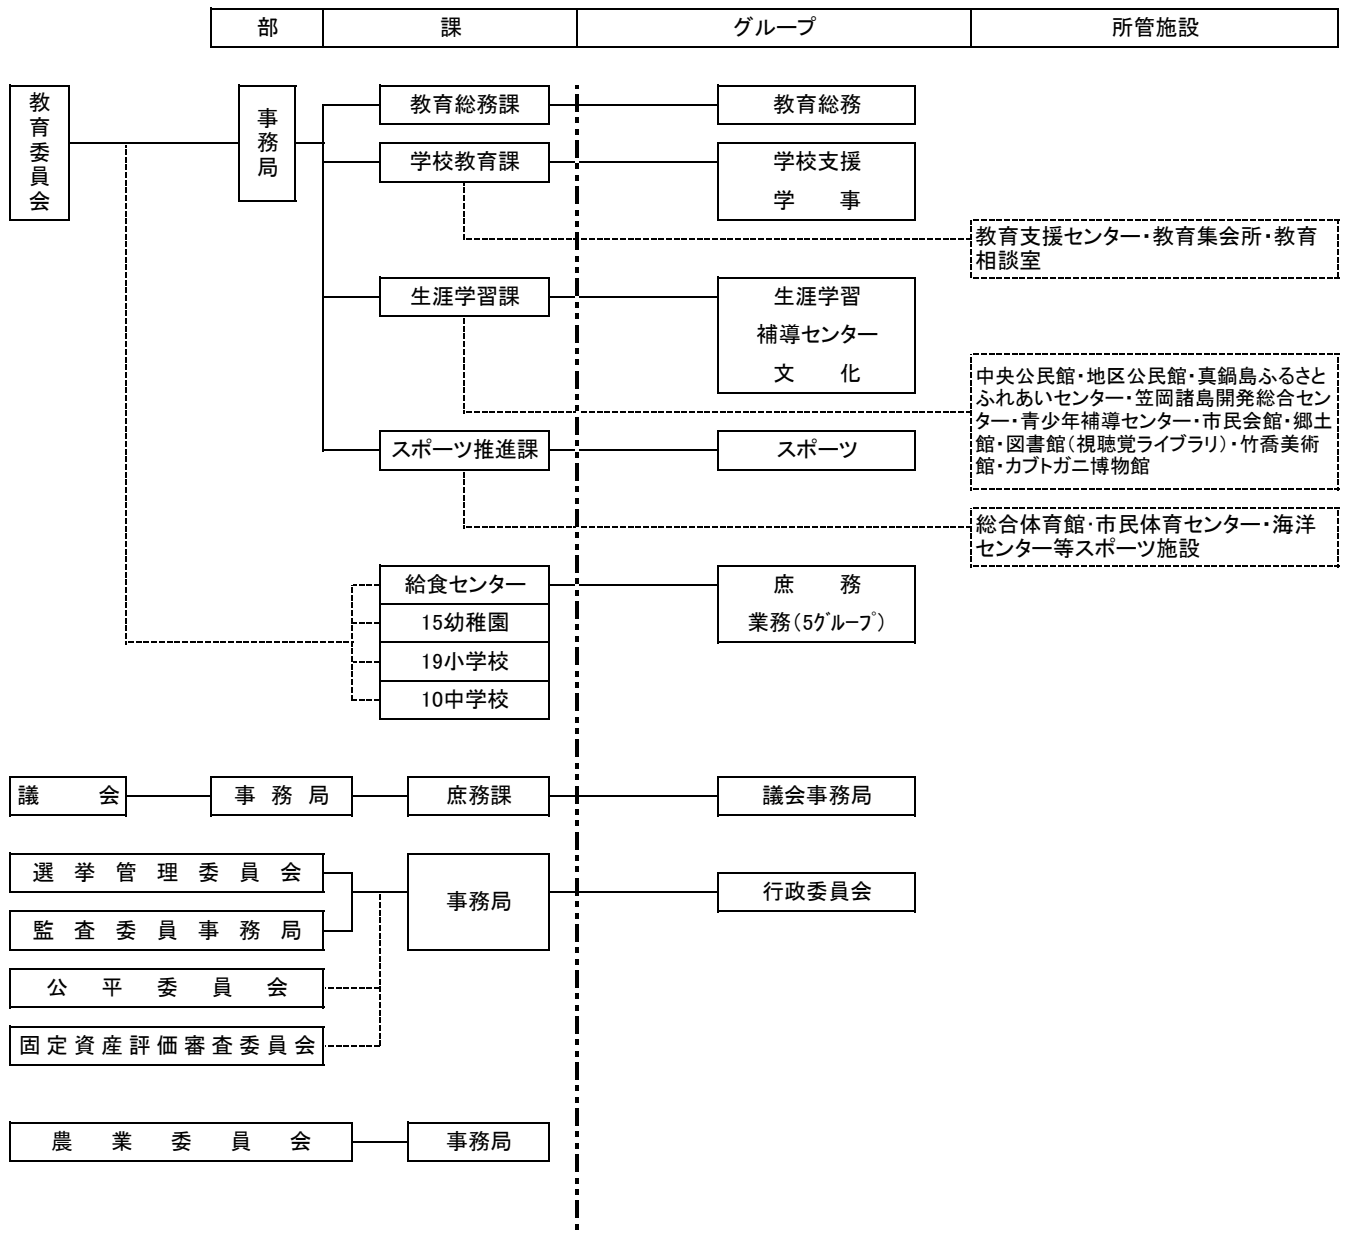 部 課 グループ 所管施設
教育委員会
事務局
教育総務課 教育総務
学校教育課 学校支援
学 事
教育支援センター・教育集会所・教育
相談室
生涯学習課 生涯学習
補導センター
文 化
中央公民館・地区公民館・真鍋島ふるさと
ふれあいセンター・笠岡諸島開発総合セン
ター・青少年補導センター・市民会館・郷土
館・図書館(視聴覚ライブラリ)・竹喬美術
館・カブトガニ博物館
スポーツ推進課 スポーツ
総合体育館・市民体育センター・海洋
センター等スポーツ施設
給食センター 庶 務
15幼稚園 業務(5グループ)
19小学校
10中学校
議 会 事 務 局 庶務課 議会事務局
選 挙 管 理 委 員 会
事務局 行政委員会
監 査 委 員 事 務 局
公 平 委 員 会
固定資産評価審査委員会
農 業 委 員 会 事務局